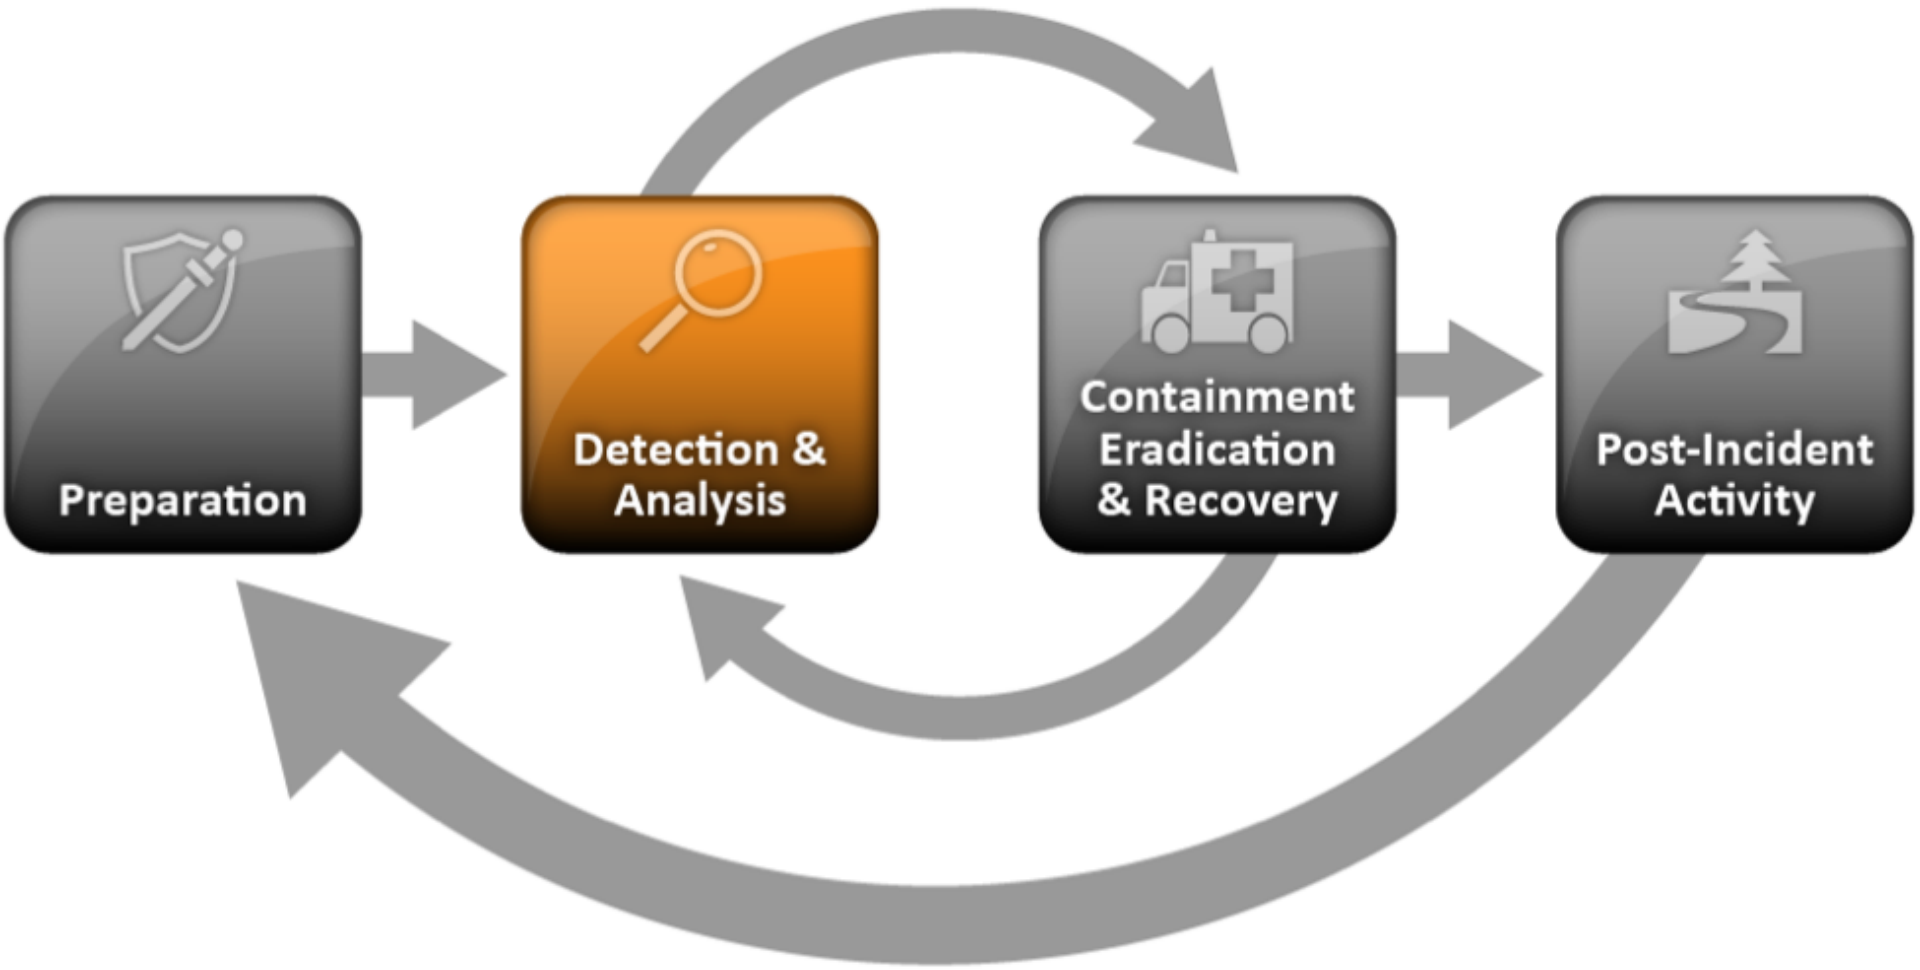 Preparation
Detection &
Analysis
Containment
Eradication
& Recovery
Post-Incident
Activity